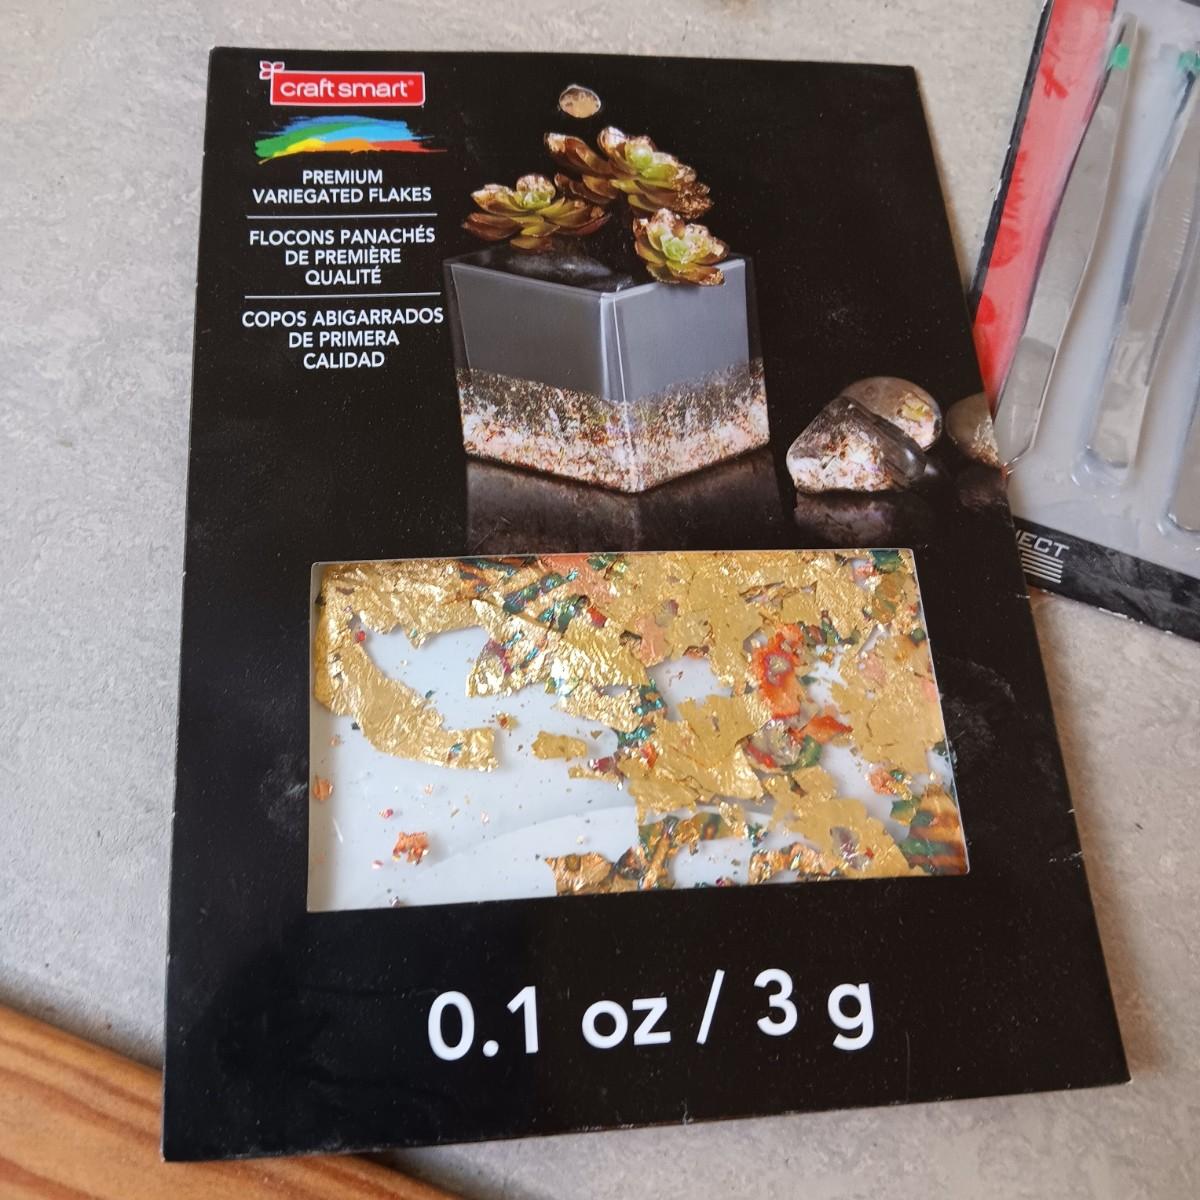 craft smart®
PREMIUM
VARIEGATED FLAKES
FLOCONS PANACHÉS
DE PREMIÈRE
QUALITÉ
COPOS ABIGARRADOS
DE PRIMERA
CALIDAD
0.1 oz / 3 g